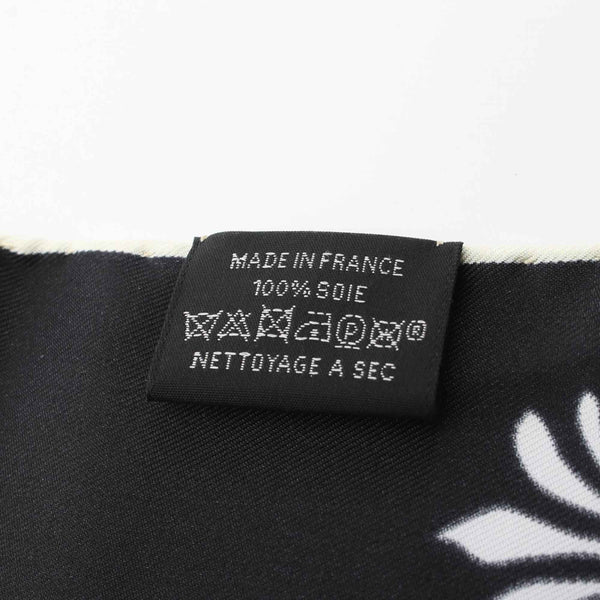 MADE IN FRANCE
100% SOIE
P ®
NETTOYAGE A SEC